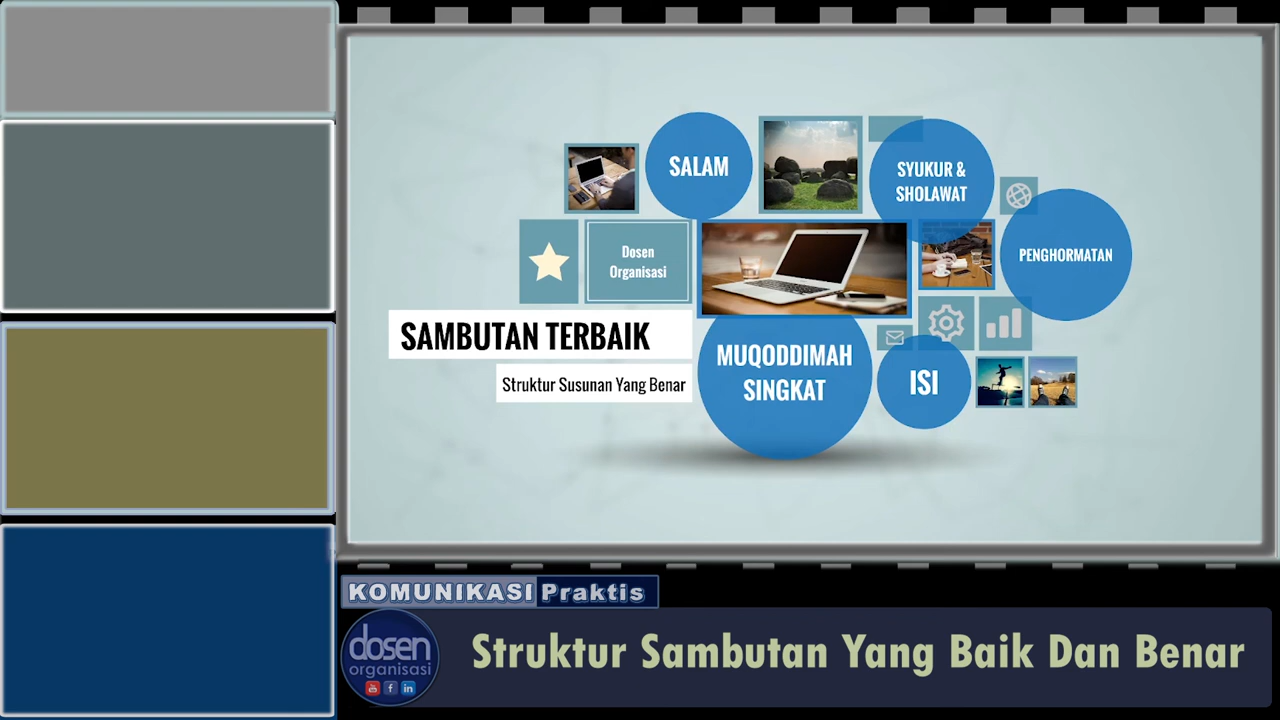 SALAM
SYUKUR &
SHOLAWAT
PENGHORMATAN
Dosen
Organisasi
SAMBUTAN TERBAIK
Struktur Susunan Yang Benar
MUQODDIMAH
SINGKAT
ISI
KOMUNIKASI Praktis
dosen
organisasi
Struktur Sambutan Yang Baik Dan Benar